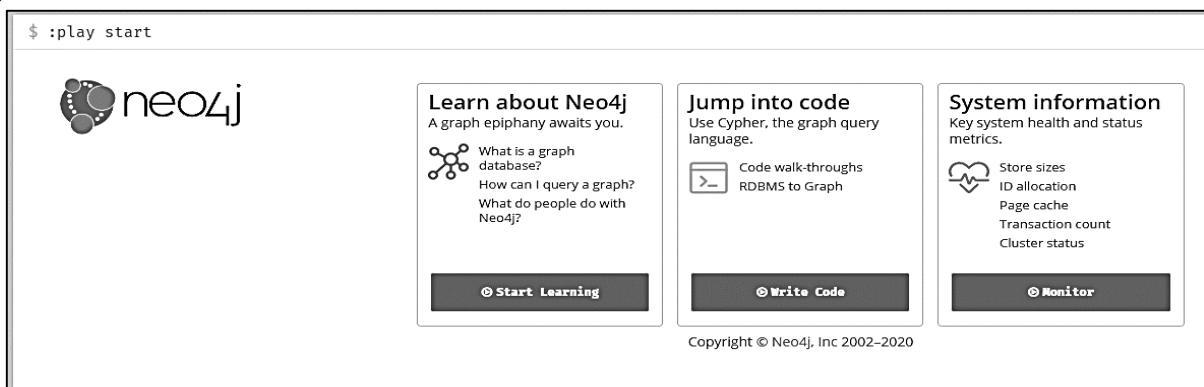 $ :play start
neo4j
Learn about Neo4j
A graph epiphany awaits you.
What is a graph
database?
How can I query a graph?
What do people do with
Neo4j?
Start Learning
Jump into code
Use Cypher, the graph query
language.
Code walk-throughs
RDBMS to Graph
Write Code
System information
Key system health and status
metrics.
Store sizes
ID allocation
Page cache
Transaction count
Cluster status
Monitor
Copyright © Neo4j, Inc 2002–2020